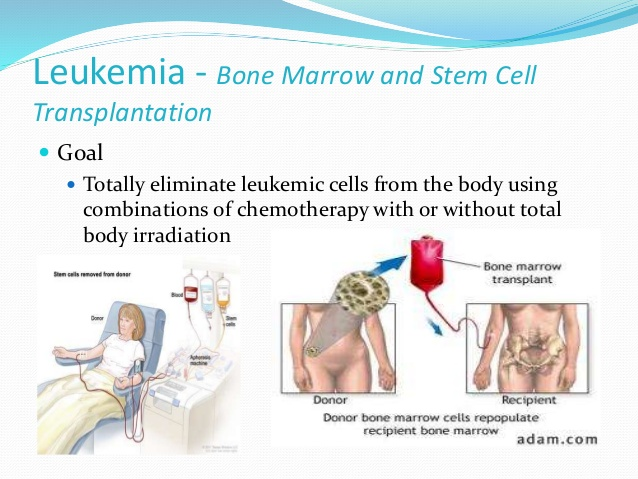 Leukemia - Bone Marrow and Stem Cell
Transplantation
Goal
Totally eliminate leukemic cells from the body using
combinations of chemotherapy with or without total
body irradiation
Stem cells removed from donor
Blood
Stem
cells
Donor
Apheresis
machine
Bone marrow
transplant
Donor
Recipient
Donor bone marrow cells repopulate
recipient bone marrow
adam.com